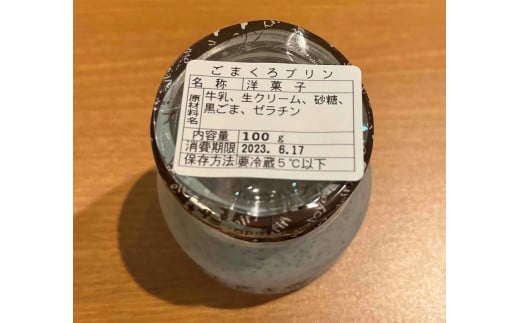 ごまくろプリン
名称 洋菓子
原材料名 牛乳、生クリーム、砂糖、
黒ごま、ゼラチン
内容量 100g
消費期限 2023.6.17
保存方法 要冷蔵5℃以下